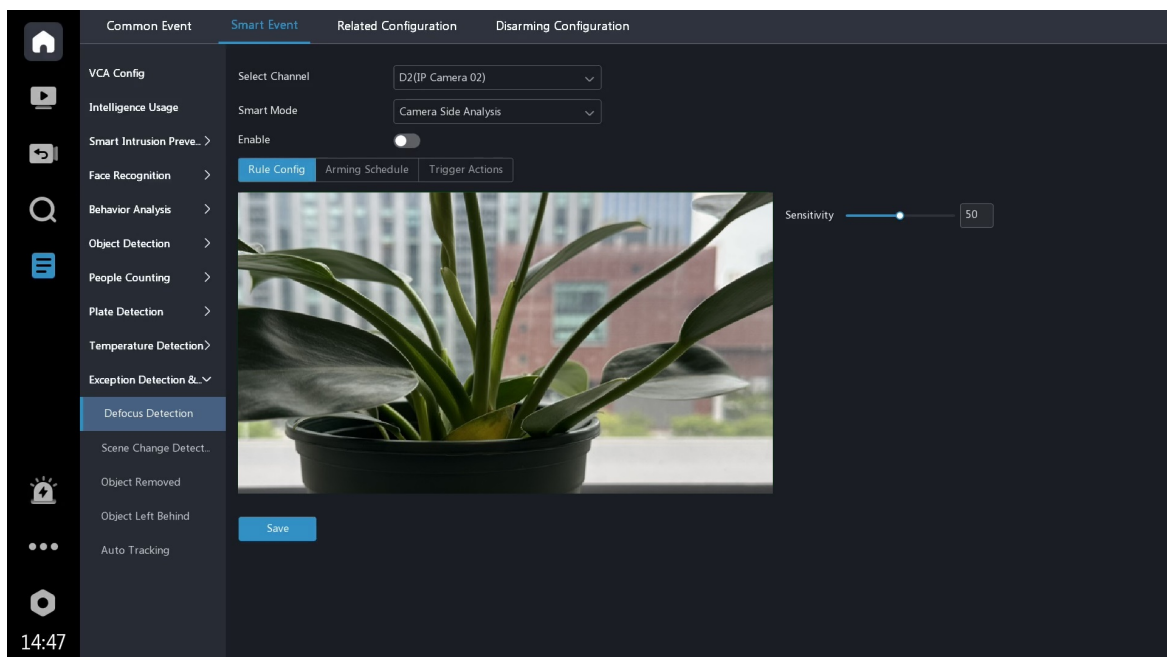 Common Event
Smart Event
Related Configuration
Disarming Configuration
VCA Config
Intelligence Usage
Smart Intrusion Preve..
Face Recognition
Behavior Analysis
Object Detection
People Counting
Plate Detection
Temperature Detection
Exception Detection &..
Defocus Detection
Scene Change Detect..
Object Removed
Object Left Behind
Auto Tracking
14:47
Select Channel
D2(IP Camera 02)
Smart Mode
Camera Side Analysis
Enable
Rule Config
Arming Schedule
Trigger Actions
Sensitivity
50
Save